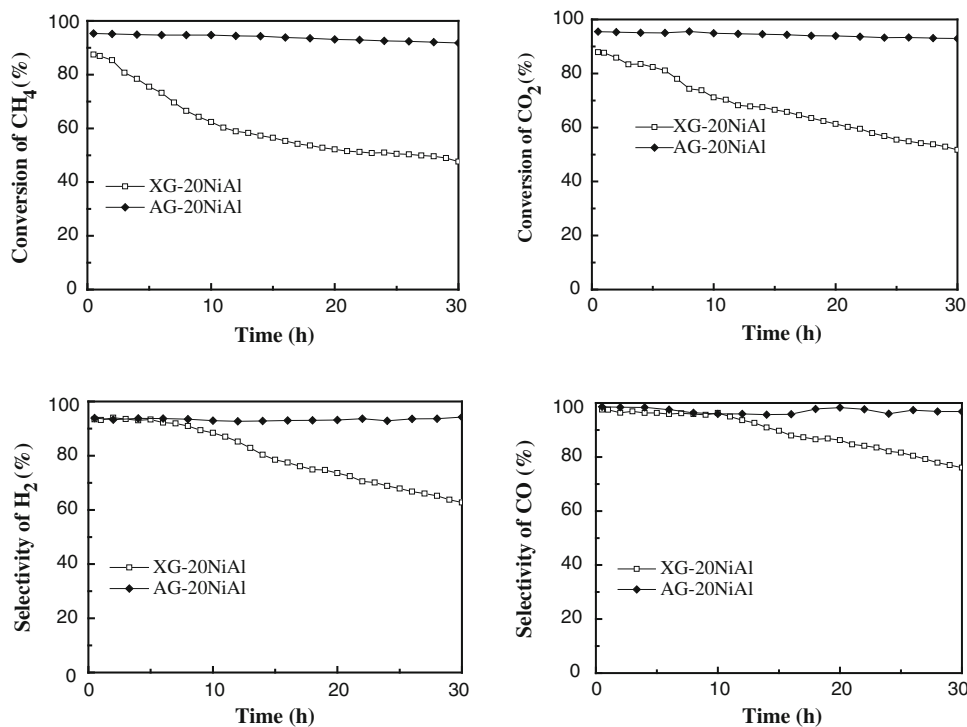 100
80
60
40
20
0
Conversion of CH4 (%)
XG-20NiAl
AG-20NiAl
0 10 20 30
Time (h)
100
80
60
40
20
0
Conversion of CO2 (%)
XG-20NiAl
AG-20NiAl
0 10 20 30
Time (h)
100
80
60
40
20
0
Selectivity of H2 (%)
XG-20NiAl
AG-20NiAl
0 10 20 30
Time (h)
100
80
60
40
20
0
Selectivity of CO (%)
XG-20NiAl
AG-20NiAl
0 10 20 30
Time (h)